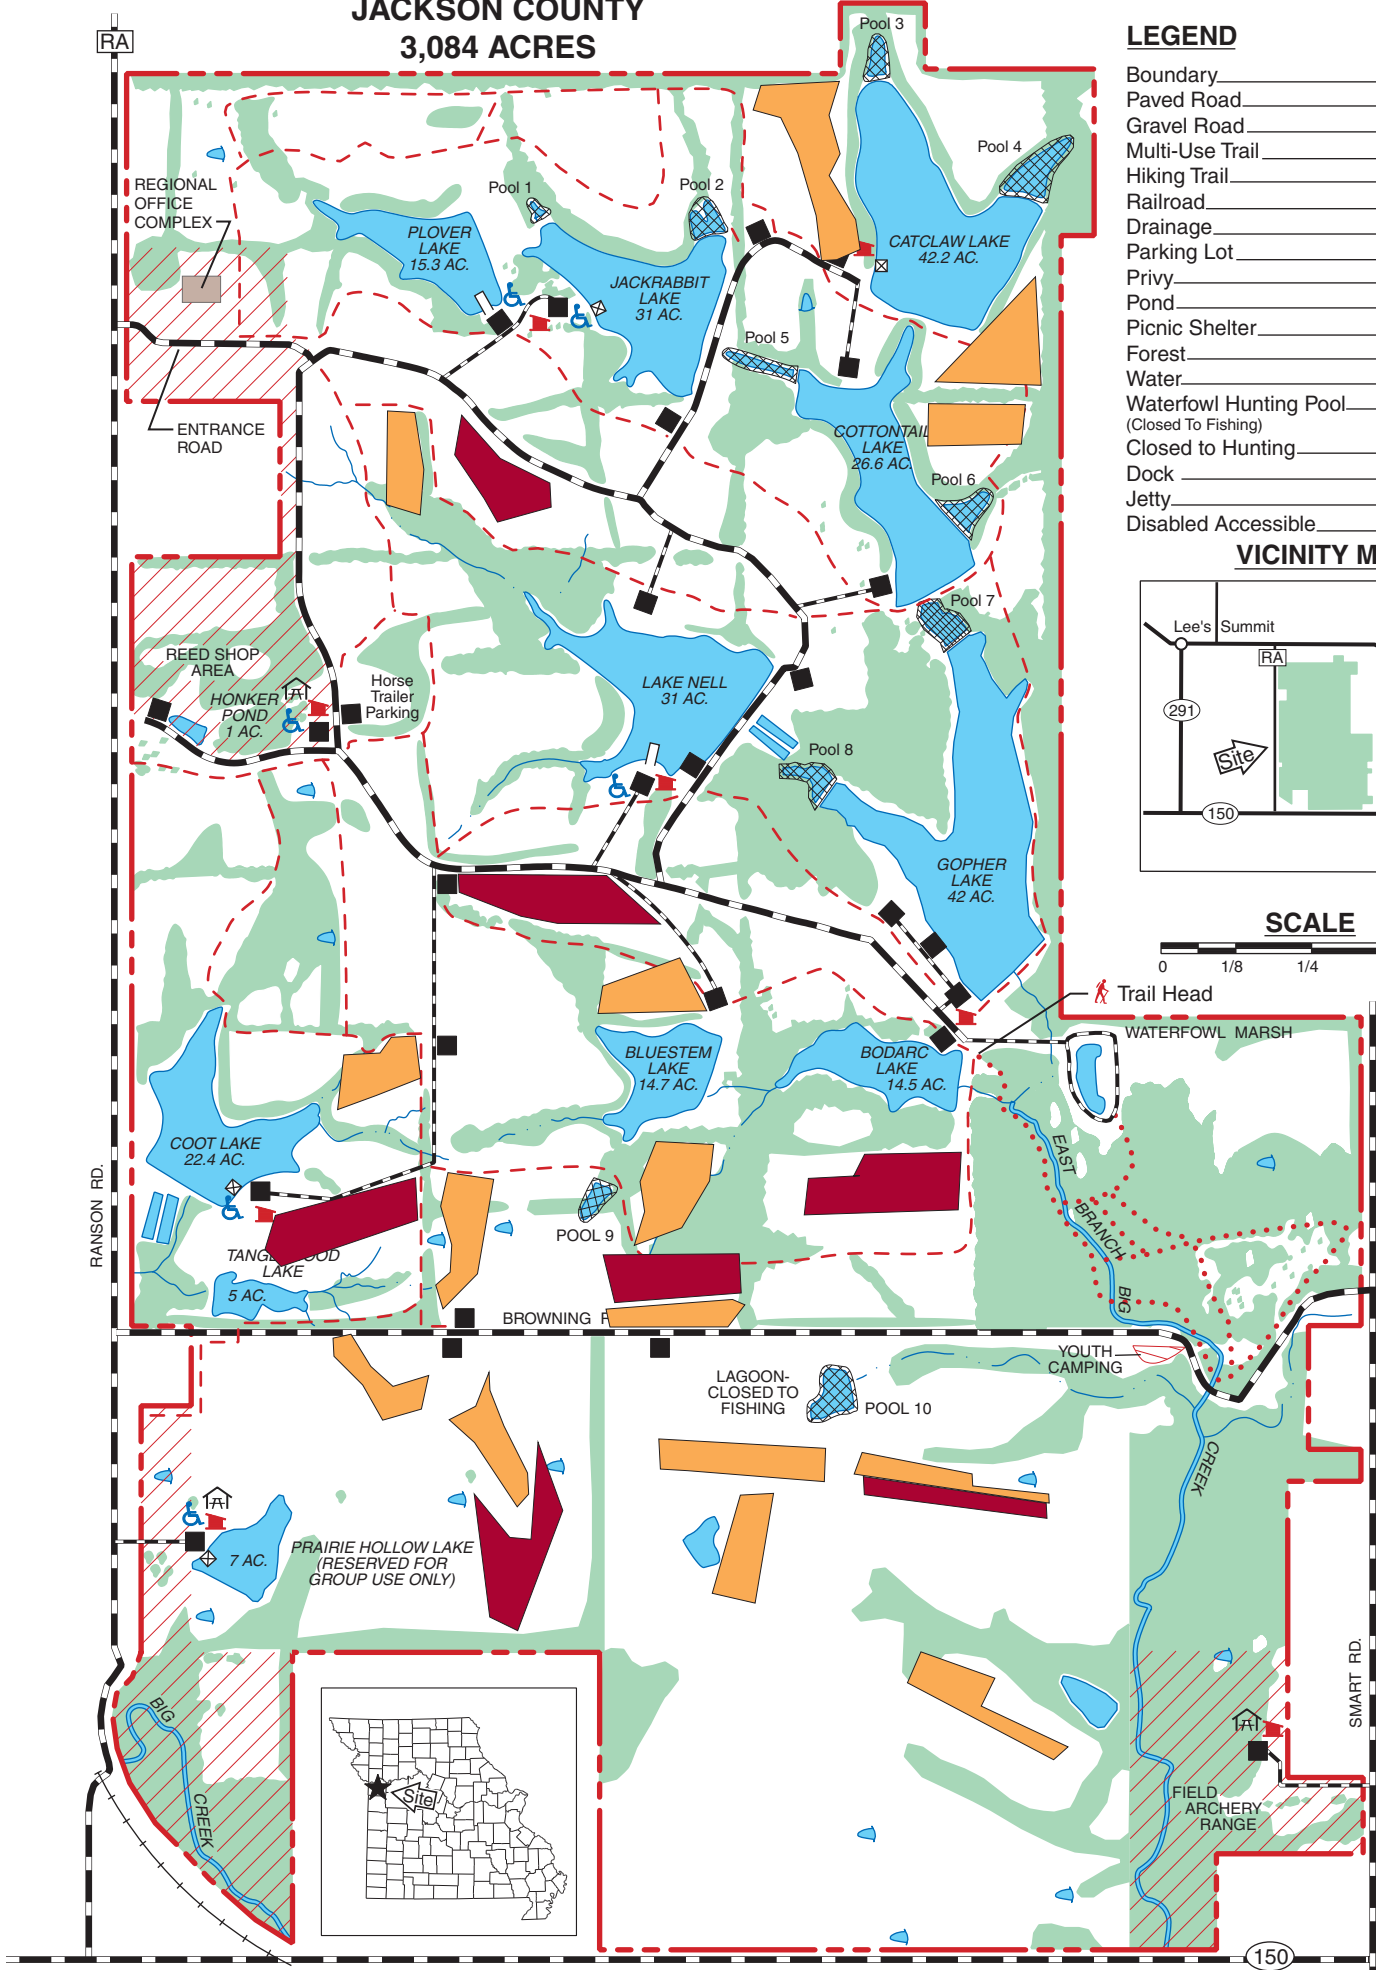 JACKSON COUNTY
3,084 ACRES
RA
Pool 3
LEGEND
Boundary
Paved Road
Gravel Road
Multi-Use Trail
Hiking Trail
Railroad
Drainage
Parking Lot
Privy
Pond
Picnic Shelter
Forest
Water
Waterfowl Hunting Pool
(Closed To Fishing)
Closed to Hunting
Dock
Jetty
Disabled Accessible
VICINITY M
Lee's Summit
RA
291
Site
150
SCALE
0 1/8 1/4
Pool 4
REGIONAL
OFFICE
COMPLEX
Pool 1
Pool 2
PLOVER
LAKE
15.3 AC.
CATCLAW LAKE
42.2 AC.
JACKRABBIT
LAKE
31 AC.
Pool 5
ENTRANCE
ROAD
COTTONTAIL
LAKE
26.6 AC.
Pool 6
Pool 7
REED SHOP
AREA
HONKER
POND
1 AC.
Horse
Trailer
Parking
LAKE NELL
31 AC.
Pool 8
GOPHER
LAKE
42 AC.
Trail Head
WATERFOWL MARSH
BLUESTEM
LAKE
14.7 AC.
BODARC
LAKE
14.5 AC.
COOT LAKE
22.4 AC.
EAST
BRANCH
BIG
CREEK
RANSON RD.
POOL 9
LAKE
5 AC.
BROWNING
YOUTH
CAMPING
LAGOON-
CLOSED TO
FISHING
POOL 10
7 AC.
PRAIRIE HOLLOW LAKE
(RESERVED FOR
GROUP USE ONLY)
BIG
CREEK
Site
SMART RD.
FIELD
ARCHERY
RANGE
150